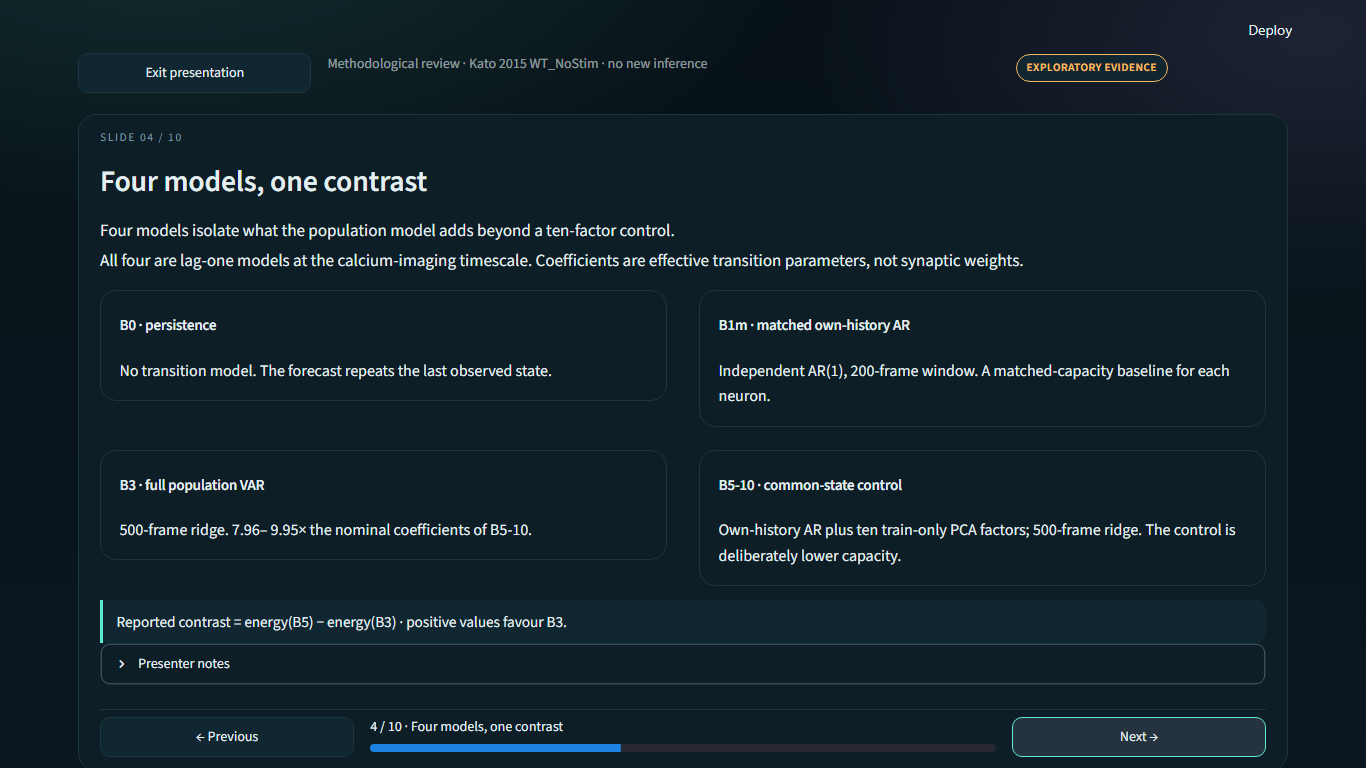 Deploy
Exit presentation
Methodological review · Kato 2015 WT_NoStim · no new inference
EXPLORATORY EVIDENCE
SLIDE 04 / 10
Four models, one contrast
Four models isolate what the population model adds beyond a ten-factor control.
All four are lag-one models at the calcium-imaging timescale. Coefficients are effective transition parameters, not synaptic weights.
B0 · persistence
No transition model. The forecast repeats the last observed state.
B1m · matched own-history AR
Independent AR(1), 200-frame window. A matched-capacity baseline for each
neuron.
B3 · full population VAR
500-frame ridge. 7.96– 9.95× the nominal coefficients of B5-10.
B5-10 · common-state control
Own-history AR plus ten train-only PCA factors; 500-frame ridge. The control is
deliberately lower capacity.
Reported contrast = energy(B5) − energy(B3) · positive values favour B3.
Presenter notes
← Previous
4 / 10 · Four models, one contrast
Next →